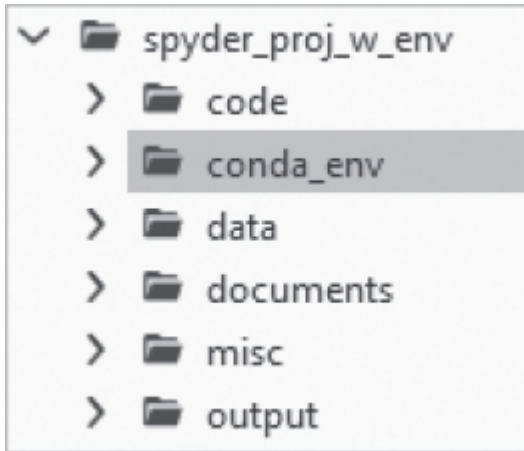 spyder_proj_w_env
code
conda_env
data
documents
misc
output